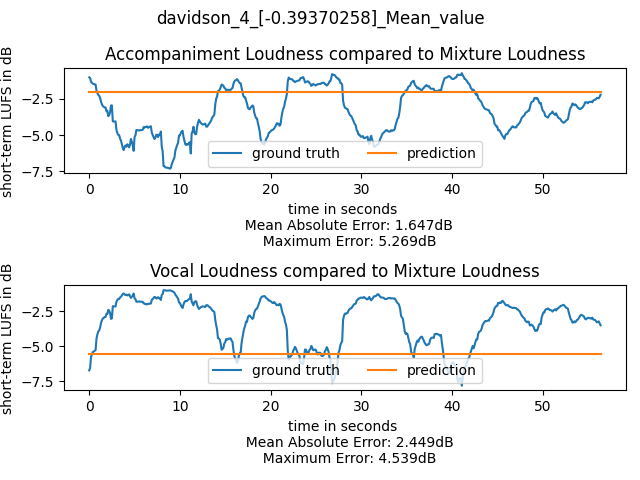 davidson_4_[-0.39370258]_Mean_value
Accompaniment Loudness compared to Mixture Loudness
short-term LUFS in dB
−2.5
−5.0
−7.5
ground truth
prediction
0 10 20 30 40 50
time in seconds
Mean Absolute Error: 1.647dB
Maximum Error: 5.269dB
Vocal Loudness compared to Mixture Loudness
short-term LUFS in dB
−2.5
−5.0
−7.5
ground truth
prediction
0 10 20 30 40 50
time in seconds
Mean Absolute Error: 2.449dB
Maximum Error: 4.539dB